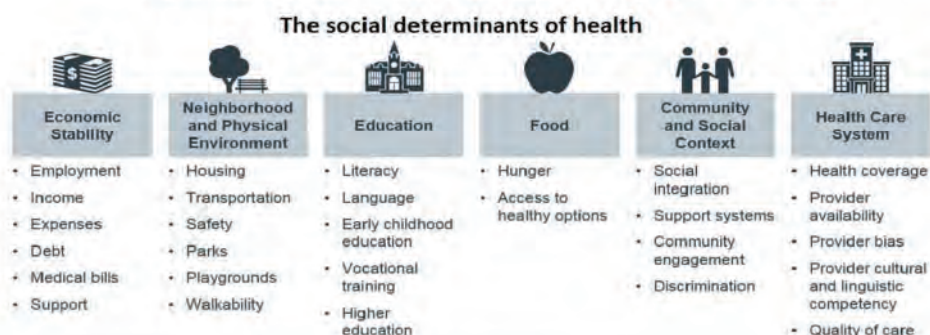 The social determinants of health
$
Economic
Stability
• Employment
• Income
• Expenses
• Debt
• Medical bills
• Support
Neighborhood
and Physical
Environment
• Housing
• Transportation
• Safety
• Parks
• Playgrounds
• Walkability
Education
• Literacy
• Language
• Early childhood
education
• Vocational
training
• Higher
education
Food
• Hunger
• Access to
healthy options
Community
and Social
Context
• Social
integration
• Support systems
• Community
engagement
• Discrimination
Health Care
System
• Health coverage
• Provider
availability
• Provider bias
• Provider cultural
and linguistic
competency
• Quality of care